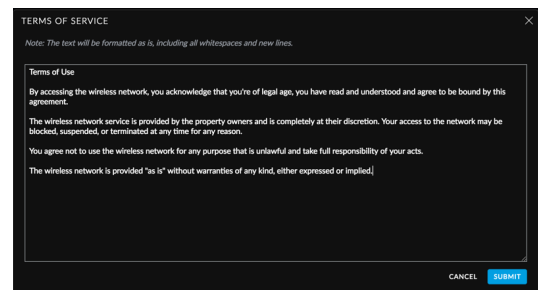 TERMS OF SERVICE
Note: The text will be formatted as is, including all whitespaces and new lines.
Terms of Use
By accessing the wireless network, you acknowledge that you're of legal age, you have read and understood and agree to be bound by this
agreement.
The wireless network service is provided by the property owners and is completely at their discretion. Your access to the network may be
blocked, suspended, or terminated at any time for any reason.
You agree not to use the wireless network for any purpose that is unlawful and take full responsibility of your acts.
The wireless network is provided "as is" without warranties of any kind, either expressed or implied.
CANCEL SUBMIT